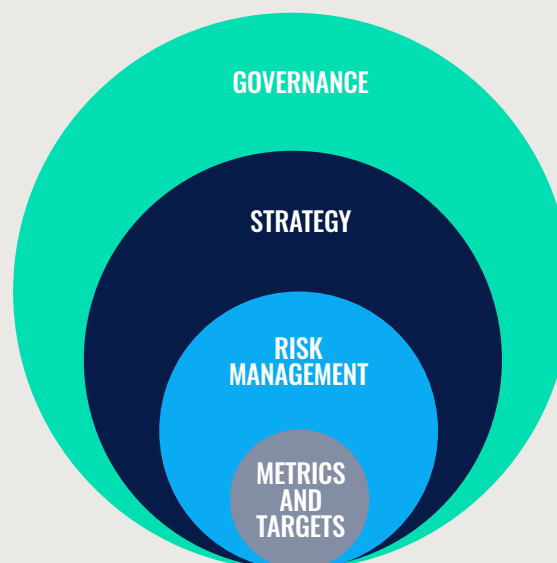 GOVERNANCE
STRATEGY
RISK
MANAGEMENT
METRICS
AND
TARGETS